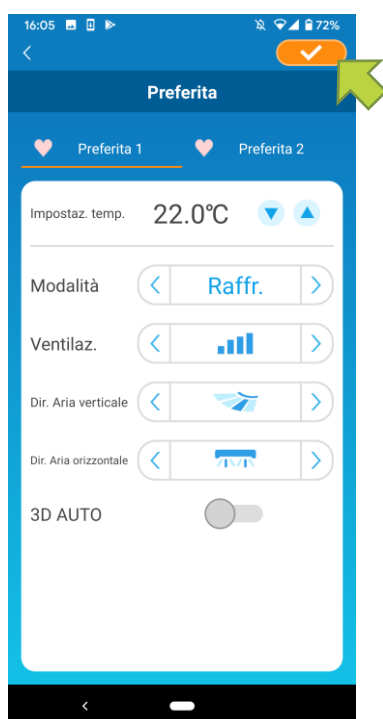 16:05 72%
Preferita
Preferita 1 Preferita 2
Impostaz. temp. 22.0℃
Modalità Raffr.
Ventilaz.
Dir. Aria verticale
Dir. Aria orizzontale
3D AUTO